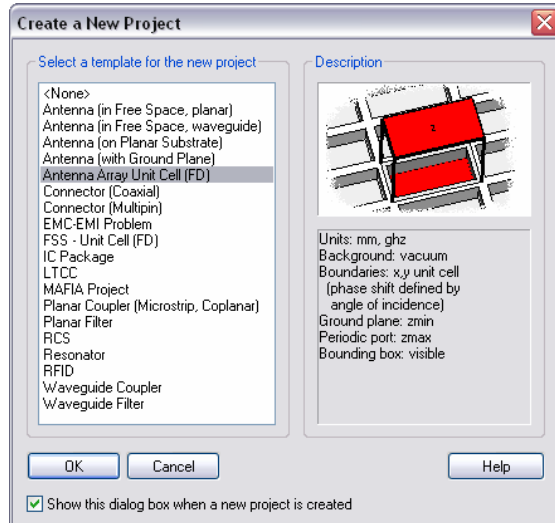 Create a New Project
Select a template for the new project
<None>
Antenna (in Free Space, planar)
Antenna (in Free Space, waveguide)
Antenna (on Planar Substrate)
Antenna (with Ground Plane)
Antenna Array Unit Cell (FD)
Connector (Coaxial)
Connector (Multipin)
EMC-EMI Problem
FSS - Unit Cell (FD)
IC Package
LTCC
MAFIA Project
Planar Coupler (Microstrip, Coplanar)
Planar Filter
RCS
Resonator
RFID
Waveguide Coupler
Waveguide Filter
Description
Units: mm, ghz
Background: vacuum
Boundaries: x,y unit cell
(phase shift defined by
angle of incidence)
Ground plane: zmin
Periodic port: zmax
Bounding box: visible
OK
Cancel
Help
Show this dialog box when a new project is created